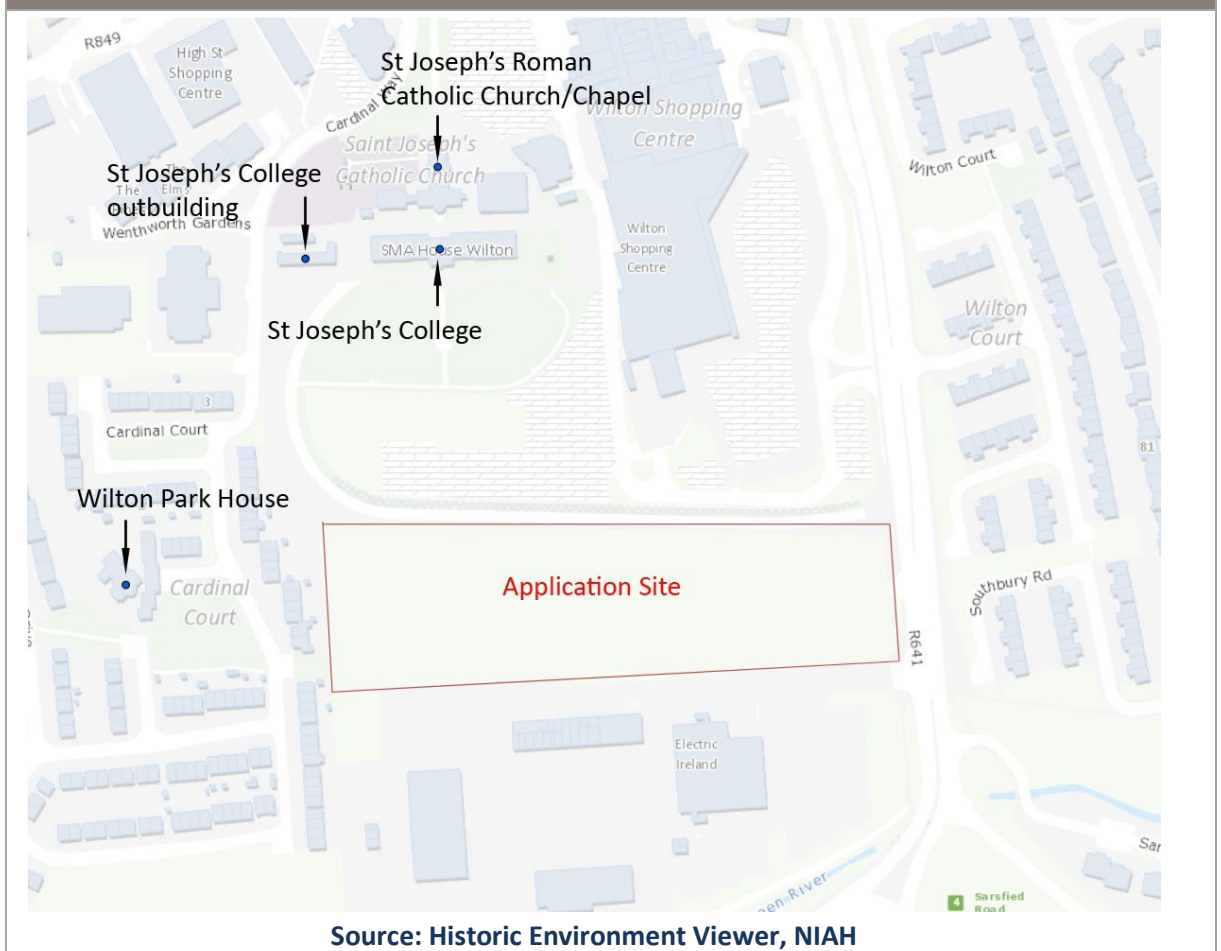 R849
High St
Shopping
Centre
St Joseph's Roman
Catholic Church/Chapel
Cardinal Way
Wilton Shopping
Centre
Saint Joseph's
Catholic Church
St Joseph's College
outbuilding
The
The Elms
Wenthworth Gardens
SMA House Wilton
Wilton
Shopping
Centre
Wilton Court
Wilton
Court
St Joseph's College
3
Cardinal Court
81
Wilton Park House
Cardinal
Court
Application Site
Southbury Rd
R641
Electric
Ireland
River
4
Sarsfield
Road
Source: Historic Environment Viewer, NIAH